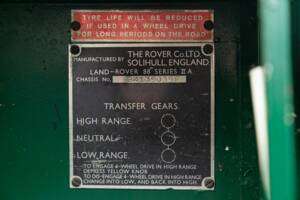 TYRE LIFE WILL BE REDUCED
IF USED IN 4 WHEEL DRIVE
FOR LONG PERIODS ON THE ROAD
MANUFACTURED BY THE ROVER CO. LTD.
SOLIHULL, ENGLAND
LAND-ROVER 88" SERIES II A.
CHASSIS NO.
TRANSFER GEARS
HIGH RANGE
NEUTRAL
LOW RANGE
TO ENGAGE 4-WHEEL DRIVE IN HIGH RANGE
DEPRESS YELLOW KNOB
TO DIS-ENGAGE 4-WHEEL DRIVE IN HIGH RANGE
CHANGE INTO LOW, AND BACK INTO HIGH.